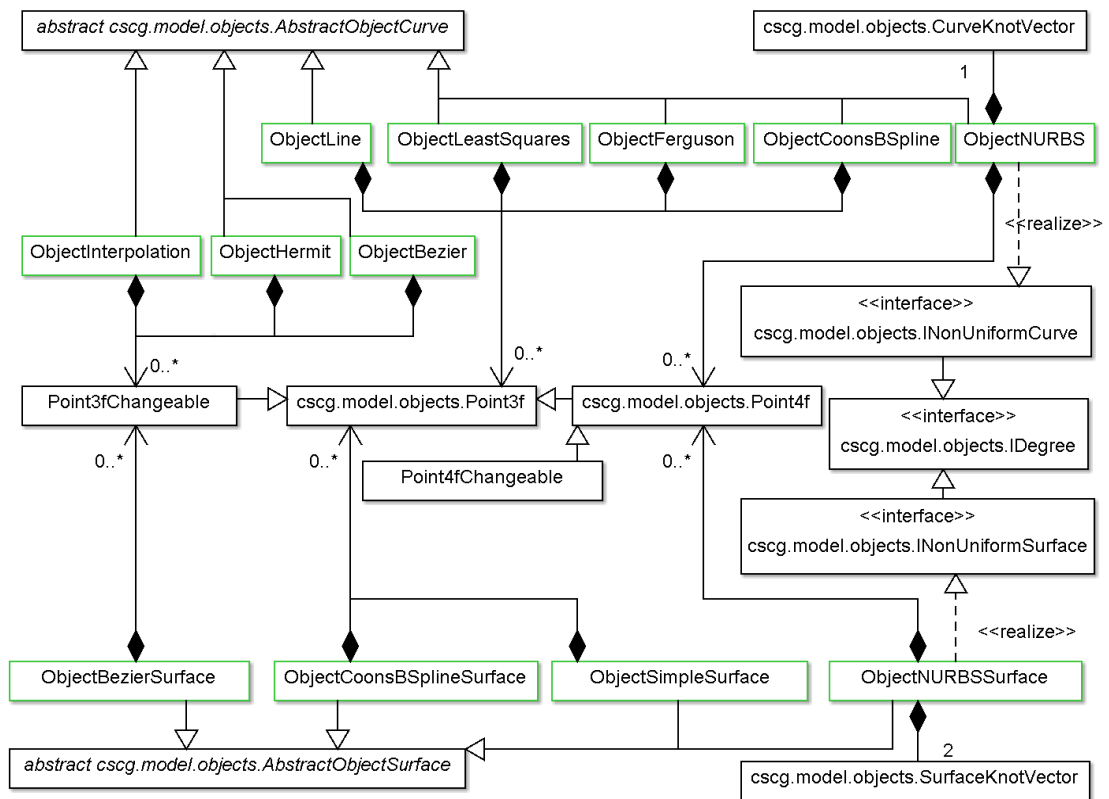 abstract cscg.model.objects.AbstractObjectCurve
cscg.model.objects.CurveKnotVector
1
ObjectLine
ObjectLeastSquares
ObjectFerguson
ObjectCoonsBSpline
ObjectNURBS
<<realize>>
ObjectInterpolation
ObjectHermit
ObjectBezier
<<interface>>
cscg.model.objects.INonUniformCurve
0..*
0..*
0..*
Point3fChangeable
cscg.model.objects.Point3f
cscg.model.objects.Point4f
<<interface>>
cscg.model.objects.IDegree
0..*
0..*
0..*
Point4fChangeable
<<interface>>
cscg.model.objects.INonUniformSurface
<<realize>>
ObjectBezierSurface
ObjectCoonsBSplineSurface
ObjectSimpleSurface
ObjectNURBSSurface
2
abstract cscg.model.objects.AbstractObjectSurface
cscg.model.objects.SurfaceKnotVector